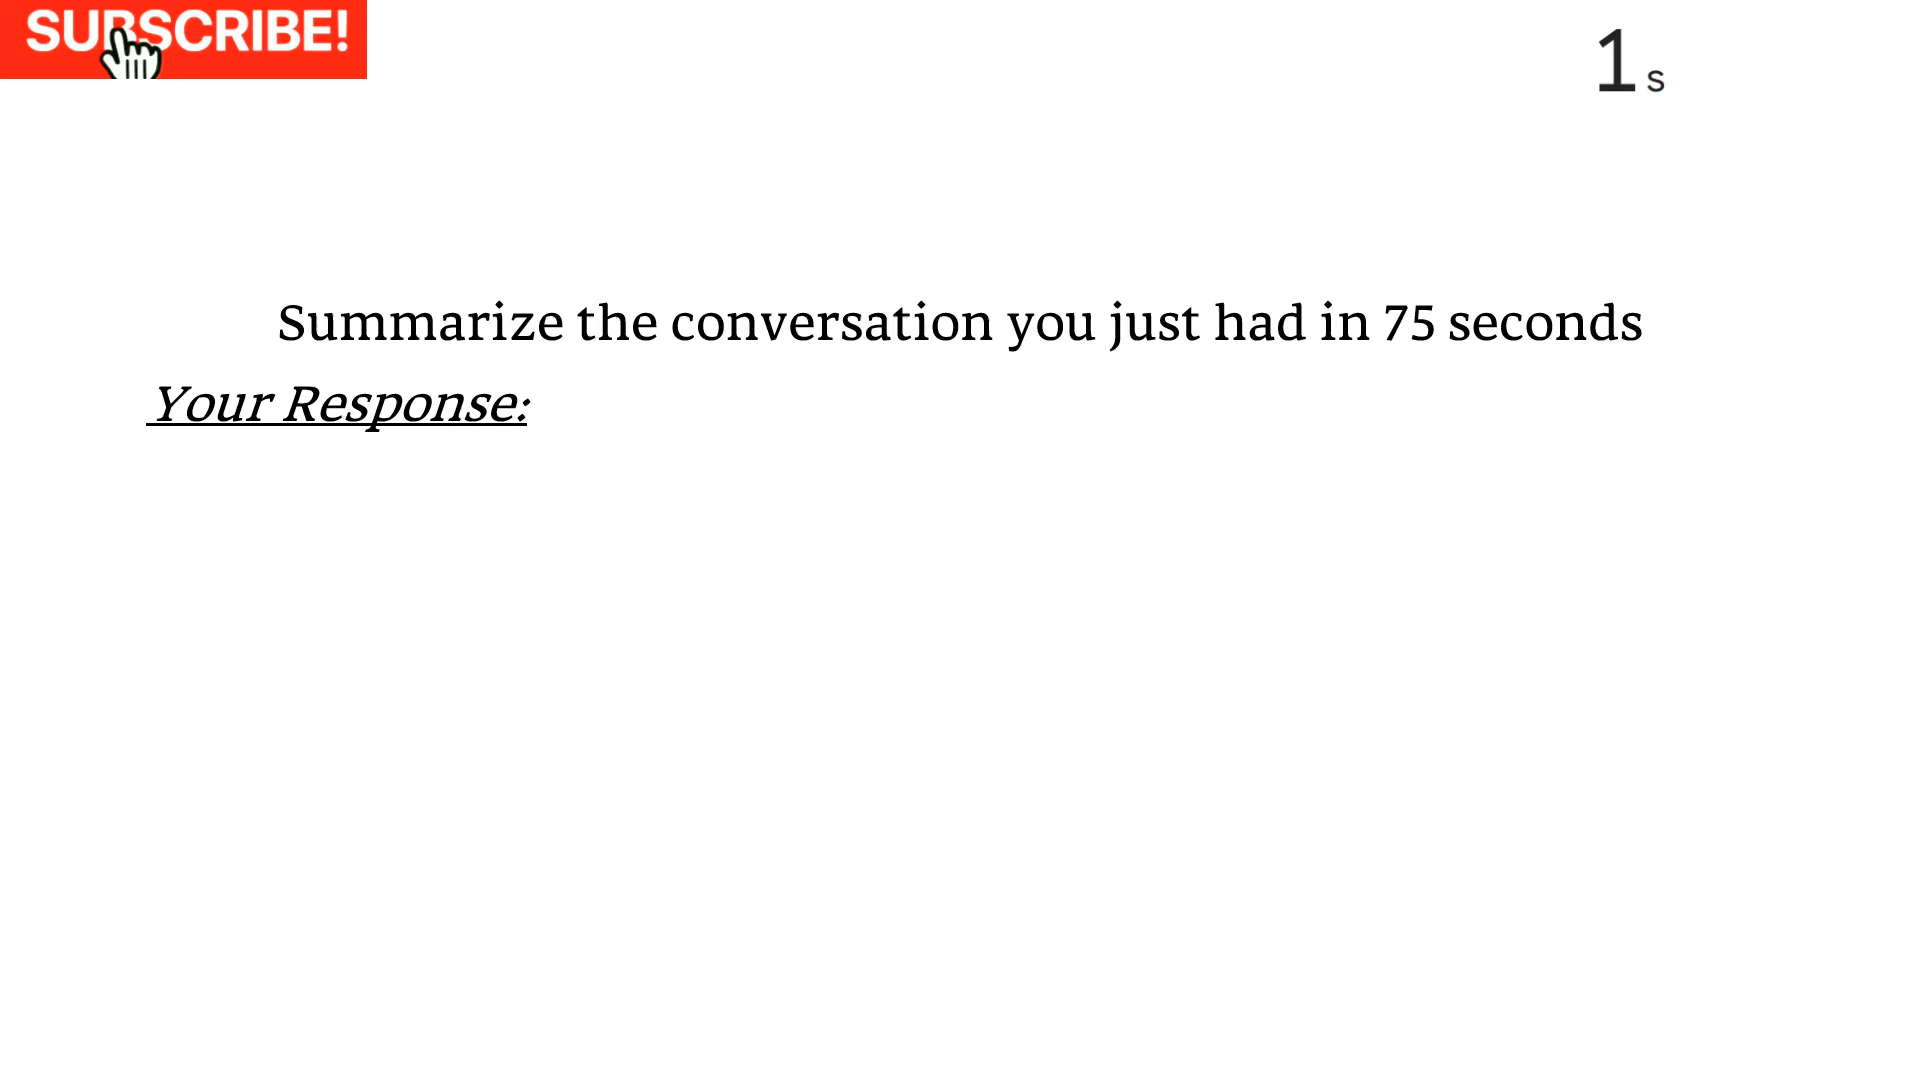 SUBSCRIBE!
1 s
Summarize the conversation you just had in 75 seconds
Your Response: